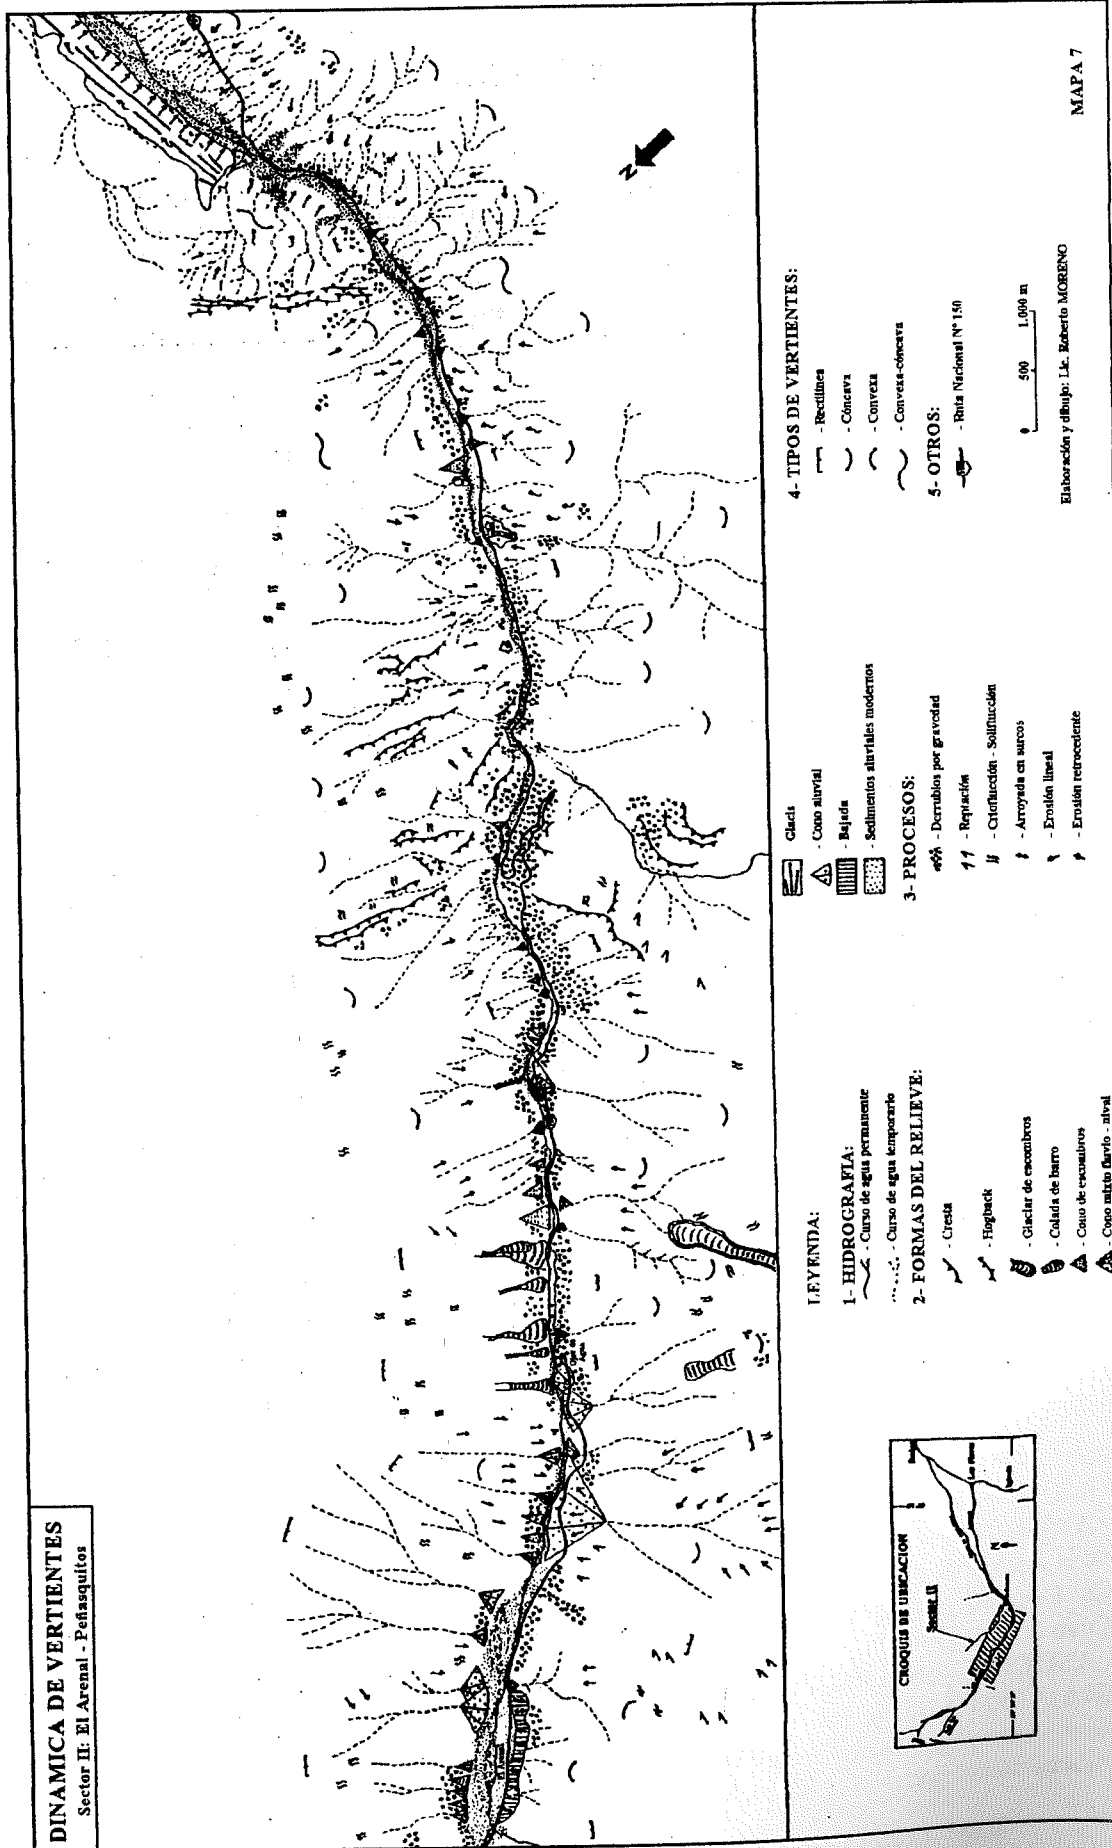 DINAMICA DE VERTIENTES
Sector II: El Arenal - Peñasquitos
N
LEYENDA:
1- HIDROGRAFIA:
- Curso de agua permanente
- Curso de agua temporario
2- FORMAS DEL RELIEVE:
- Cresta
- Hogback
- Glaciar de escombros
- Colada de barro
- Cono de escombros
- Cono mixto fluvio - nival
Glacis
- Cono aluvial
- Bajada
- Sedimentos aluviales modernos
3- PROCESOS:
- Derrubios por gravedad
- Reptación
- Crioflucción - Soliflucción
- Arroyada en surcos
- Erosión lineal
- Erosión retrocedente
4- TIPOS DE VERTIENTES:
- Rectilínea
- Cóncava
- Convexa
- Convexa-cóncava
5- OTROS:
- Ruta Nacional Nº 150
0 500 1.000 m
Elaboración y dibujo: Lic. Roberto MORENO
MAPA 7
CROQUIS DE UBICACION
Sector II
N